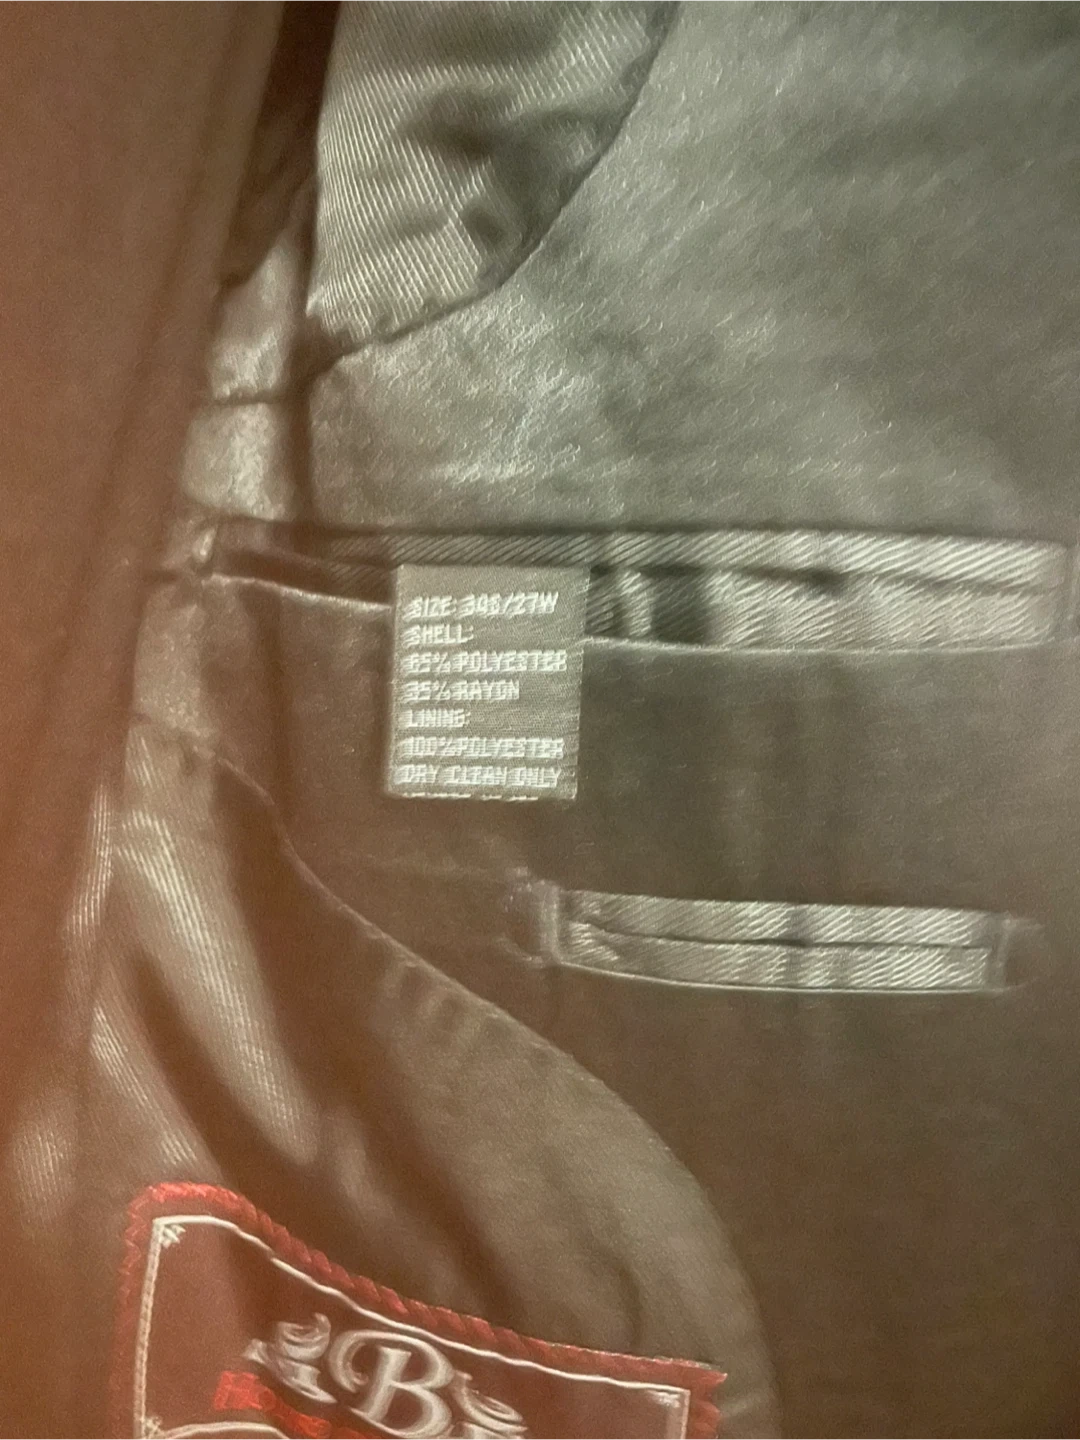 SIZE: 34S/27W
SHELL:
65% POLYESTER
35% RAYON
LINING:
100% POLYESTER
DRY CLEAN ONLY
B